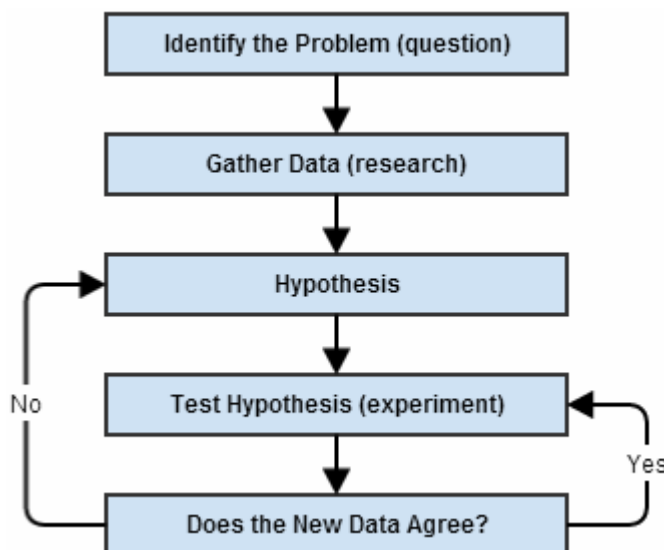 Identify the Problem (question)
Gather Data (research)
Hypothesis
Test Hypothesis (experiment)
No
Yes
Does the New Data Agree?